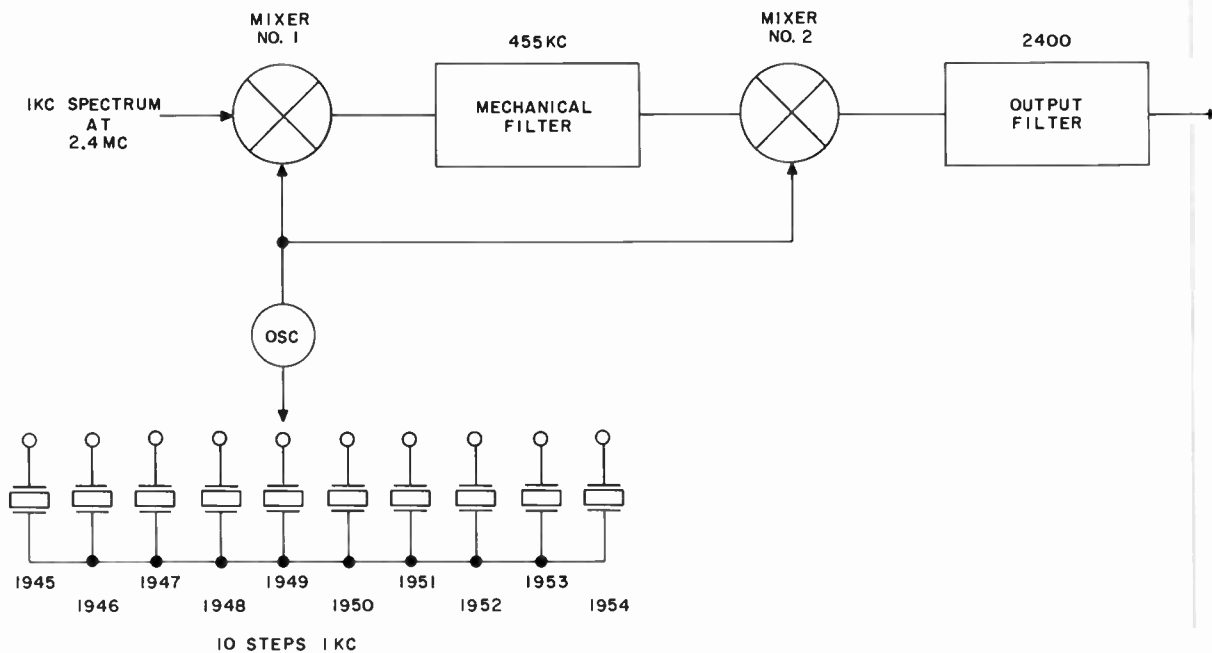 MIXER
NO. 1
455KC
MIXER
NO. 2
2400
1KC SPECTRUM
AT
2.4 MC
MECHANICAL
FILTER
OUTPUT
FILTER
OSC
1945
1946
1947
1948
1949
1950
1951
1952
1953
1954
10 STEPS 1 KC